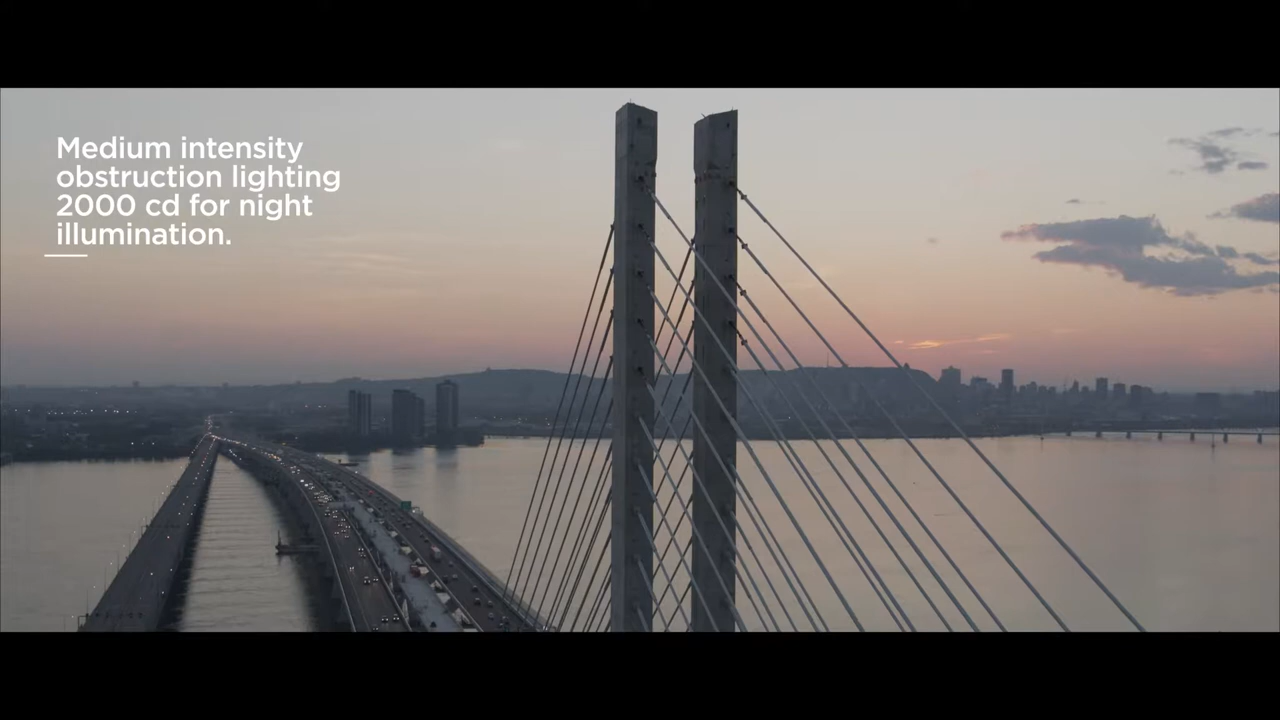 Medium intensity
obstruction lighting
2000 cd for night
illumination.